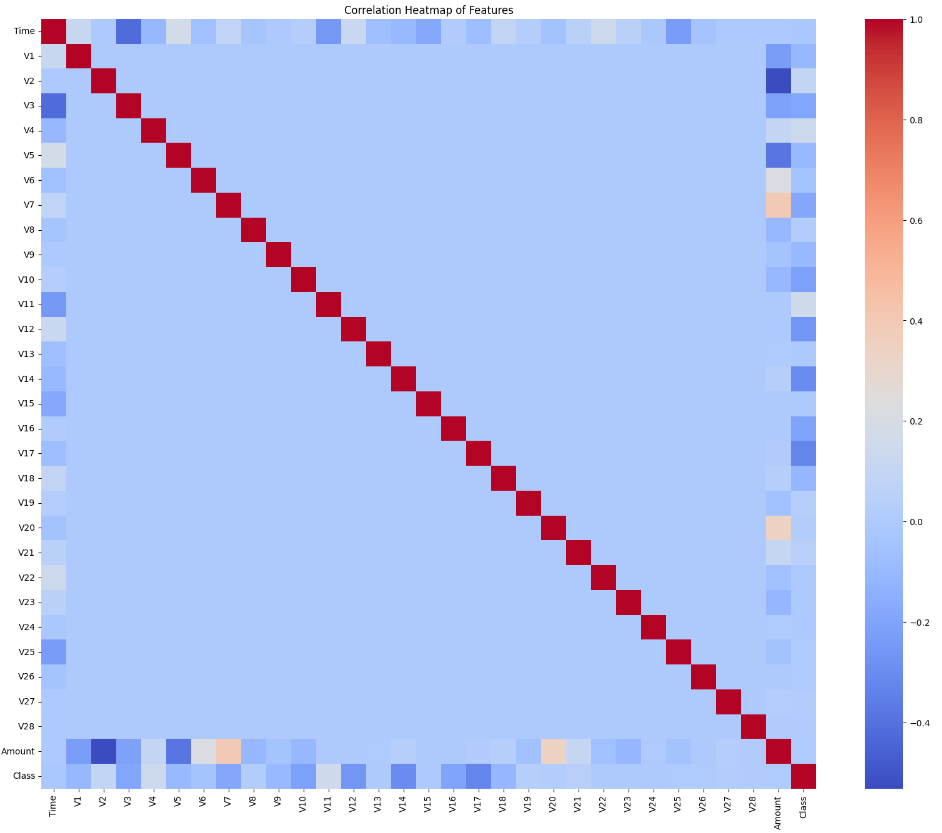 Correlation Heatmap of Features
Time
V1
V2
V3
V4
V5
V6
V7
V8
V9
V10
V11
V12
V13
V14
V15
V16
V17
V18
V19
V20
V21
V22
V23
V24
V25
V26
V27
V28
Amount
Class
Time V1 V2 V3 V4 V5 V6 V7 V8 V9 V10 V11 V12 V13 V14 V15 V16 V17 V18 V19 V20 V21 V22 V23 V24 V25 V26 V27 V28 Amount Class
1.0
0.8
0.6
0.4
0.2
0.0
−0.2
−0.4